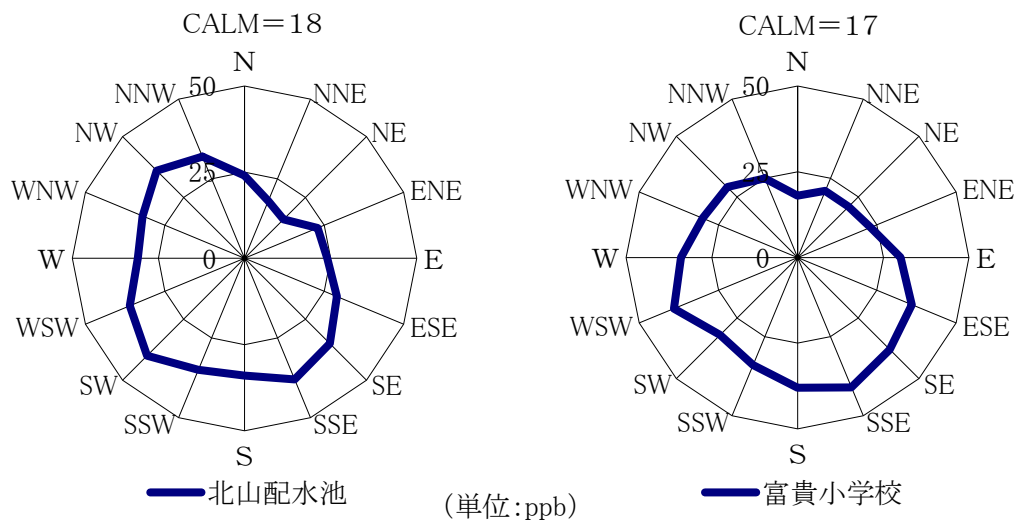 CALM＝18
N
NNE
NE
ENE
E
ESE
SE
SSE
S
SSW
SW
WSW
W
WNW
NW
NNW
50
25
0
北山配水池
CALM＝17
N
NNE
NE
ENE
E
ESE
SE
SSE
S
SSW
SW
WSW
W
WNW
NW
NNW
50
25
0
富貴小学校
（単位:ppb）